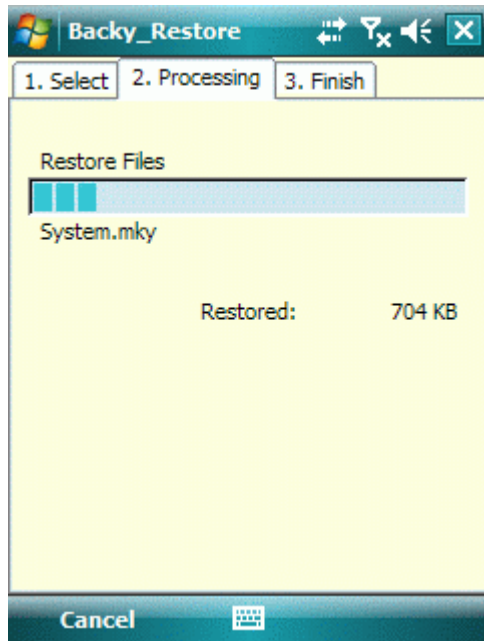 Backy_Restore
1. Select 2. Processing 3. Finish
Restore Files
System.mky
Restored: 704 KB
Cancel